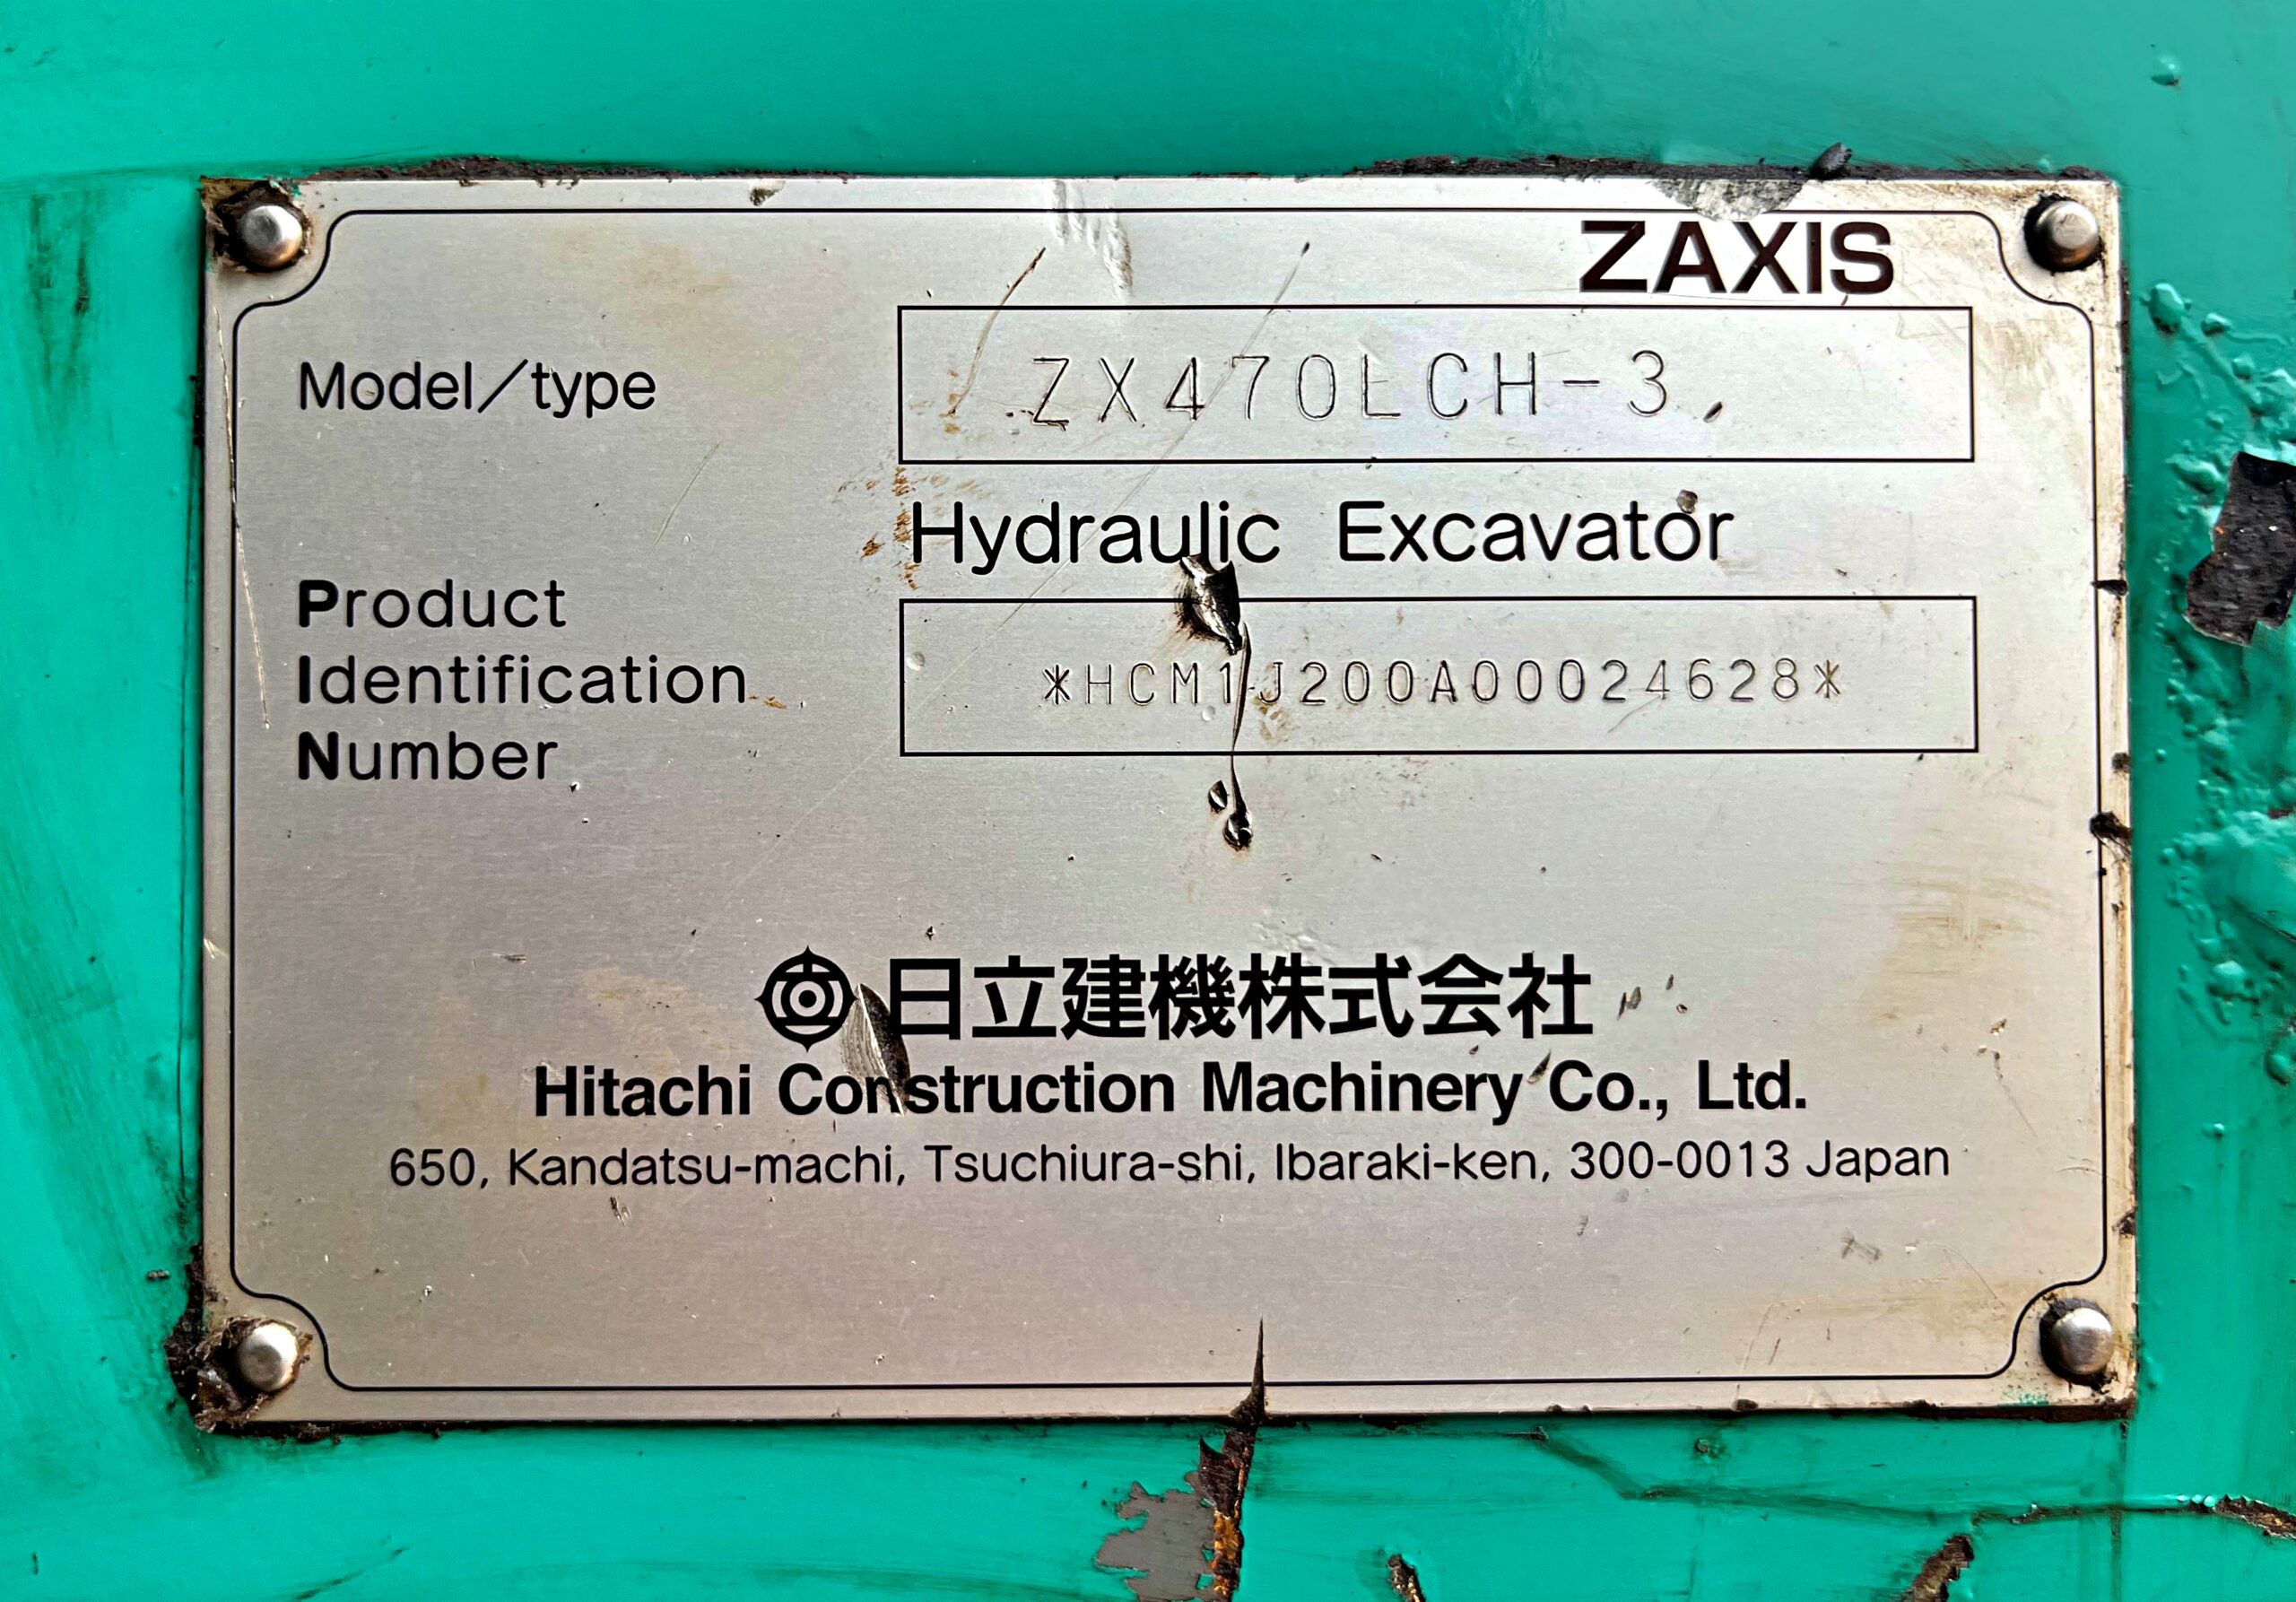 ZAXIS
Model/type
ZX470LCH-3
Hydraulic Excavator
Product
Identification
Number
*HCM1J200A00024628*
日立建機株式会社
Hitachi Construction Machinery Co., Ltd.
650, Kandatsu-machi, Tsuchiura-shi, Ibaraki-ken, 300-0013 Japan